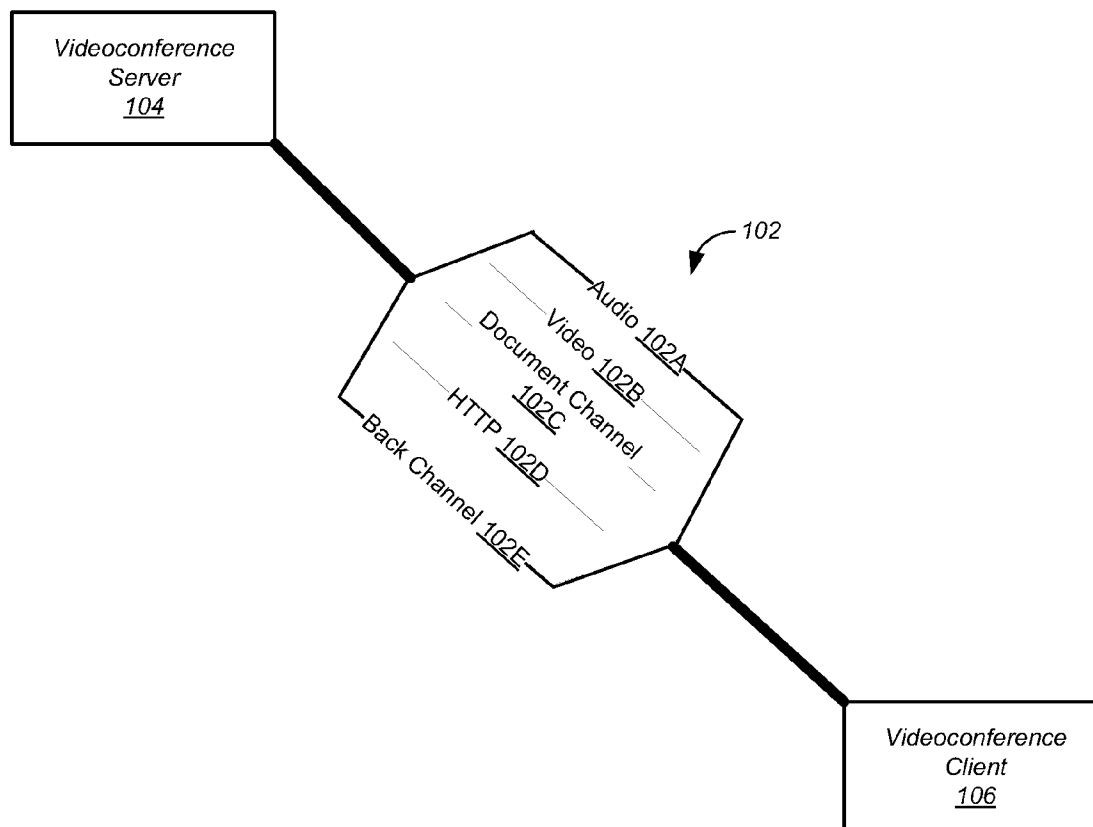 Videoconference
Server
104
102
Audio 102A
Video 102B
Document Channel
102C
HTTP 102D
Back Channel 102E
Videoconference
Client
106